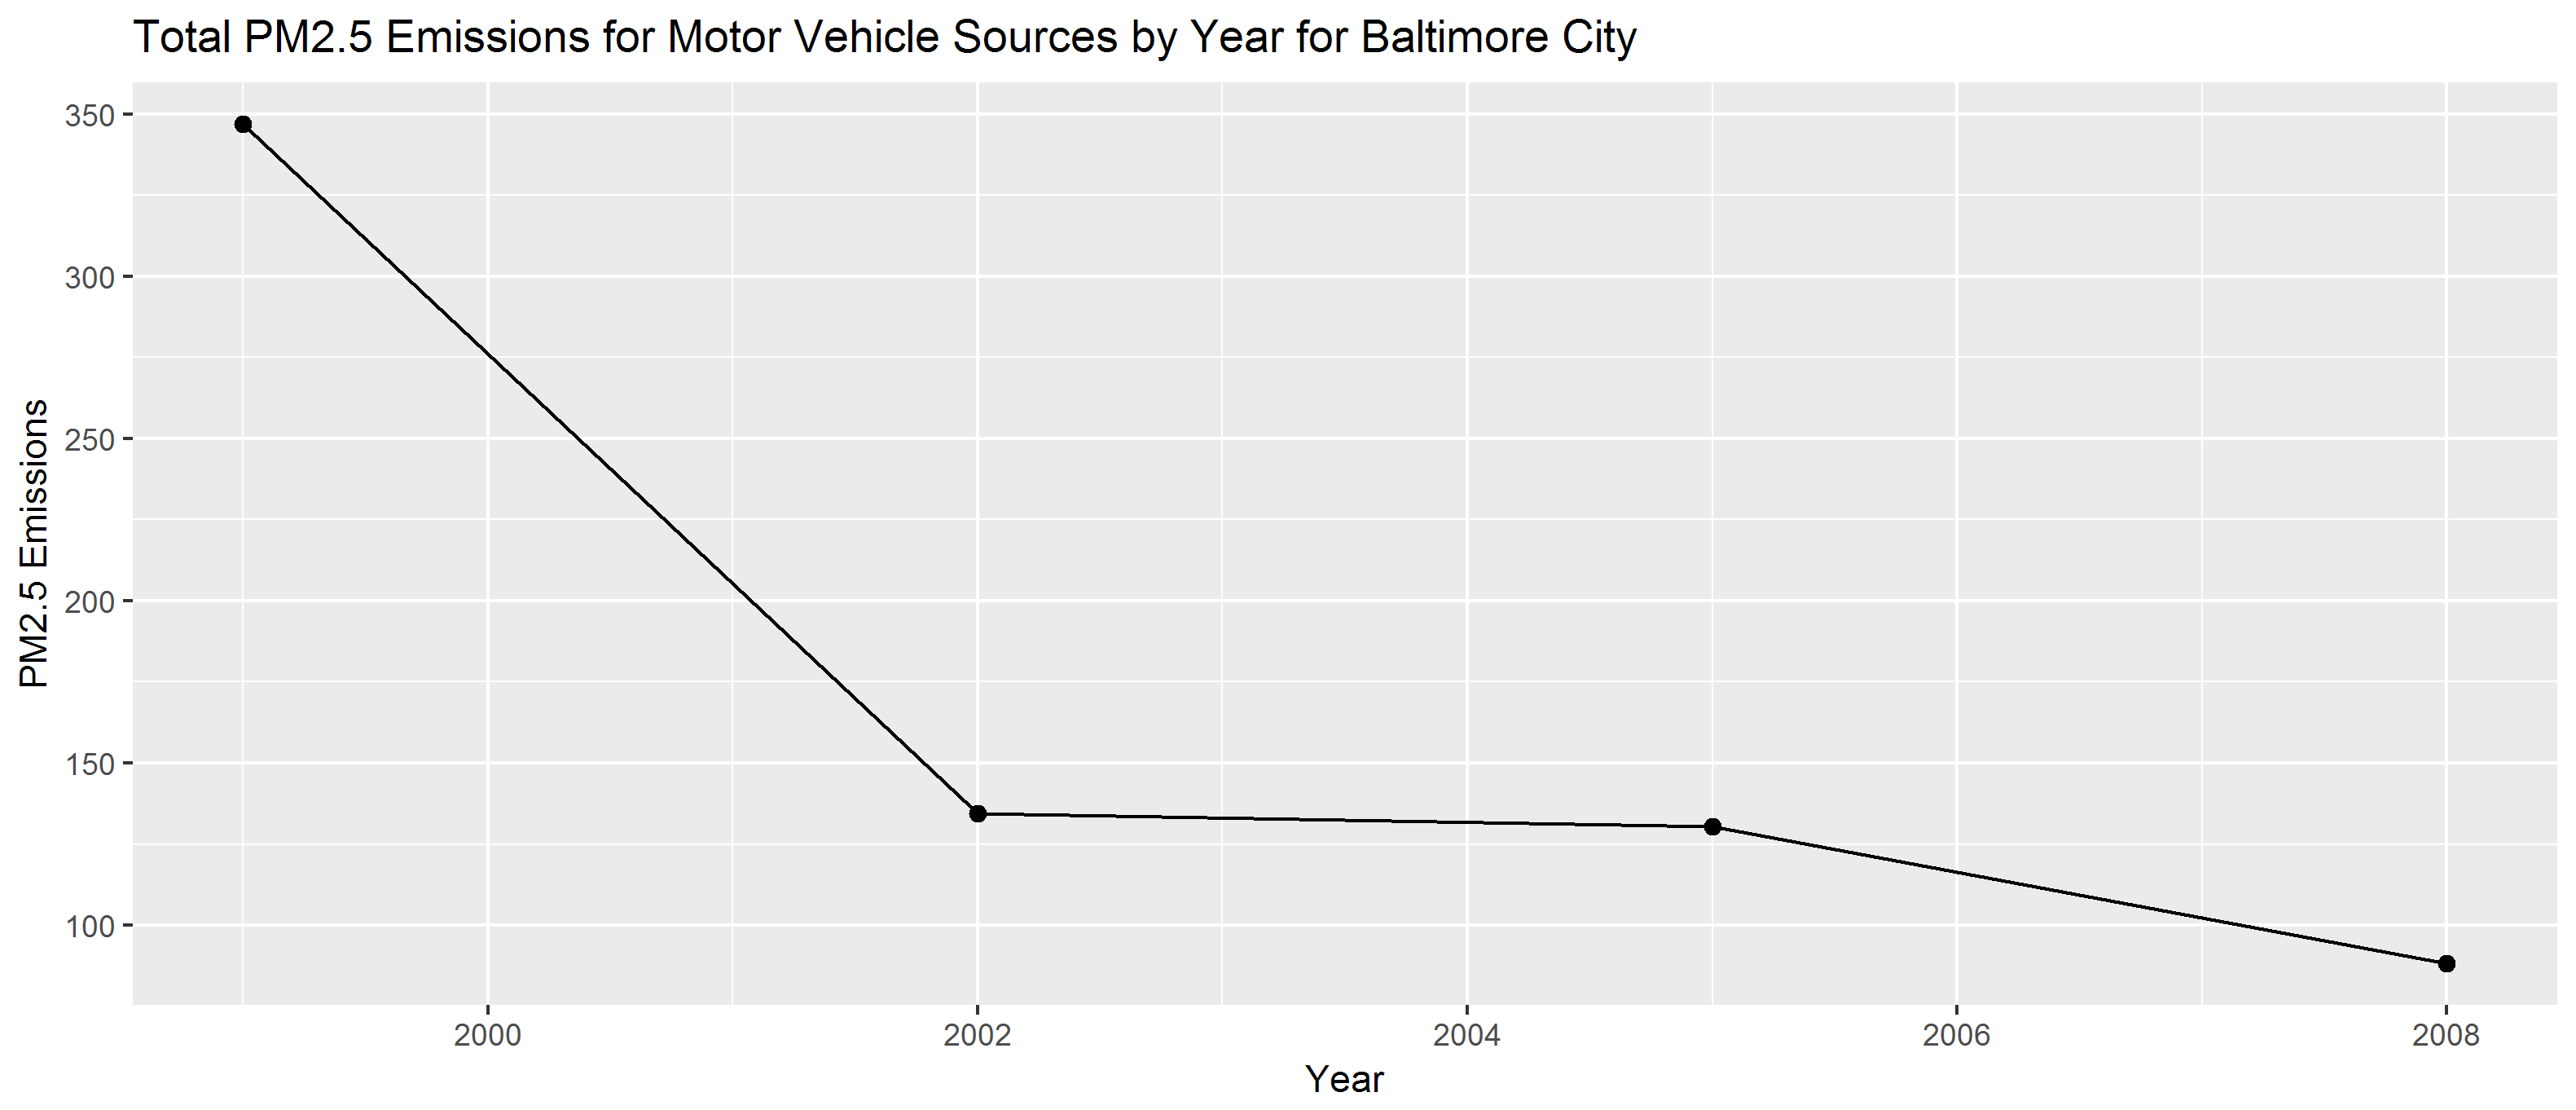 Total PM2.5 Emissions for Motor Vehicle Sources by Year for Baltimore City
PM2.5 Emissions
350
300
250
200
150
100
2000 2002 2004 2006 2008
Year